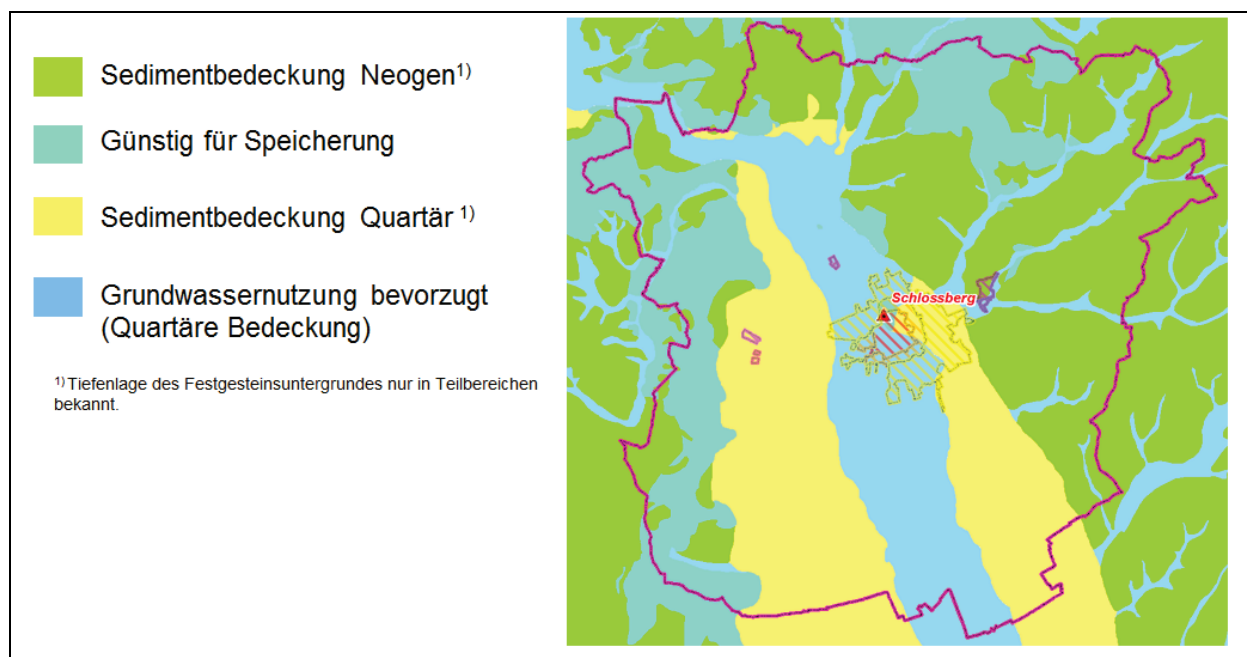 Sedimentbedeckung Neogen1)
Günstig für Speicherung
Sedimentbedeckung Quartär 1)
Grundwassernutzung bevorzugt
(Quartäre Bedeckung)
1) Tiefenlage des Festgesteinsuntergrundes nur in Teilbereichen
bekannt.
Schlossberg